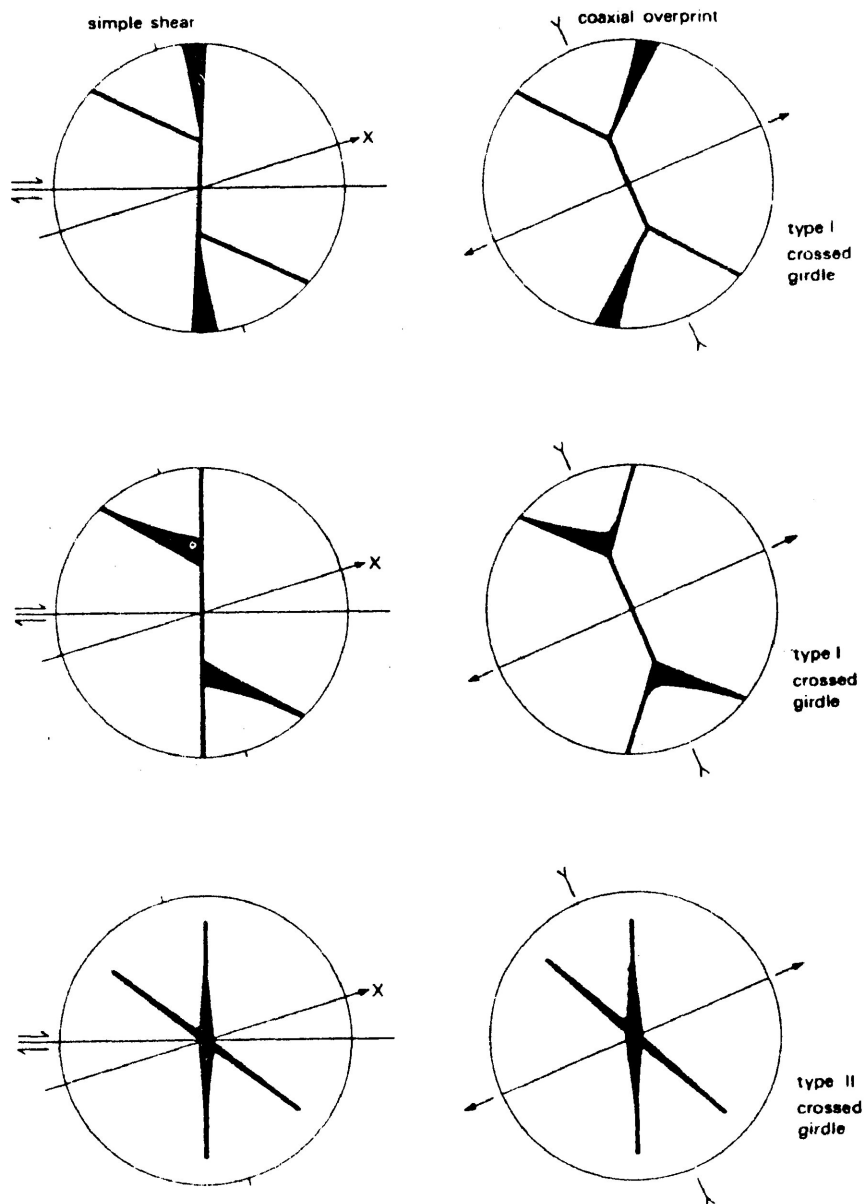 simple shear
coaxial overprint
X
type I
crossed
girdle
X
type I
crossed
girdle
X
type II
crossed
girdle